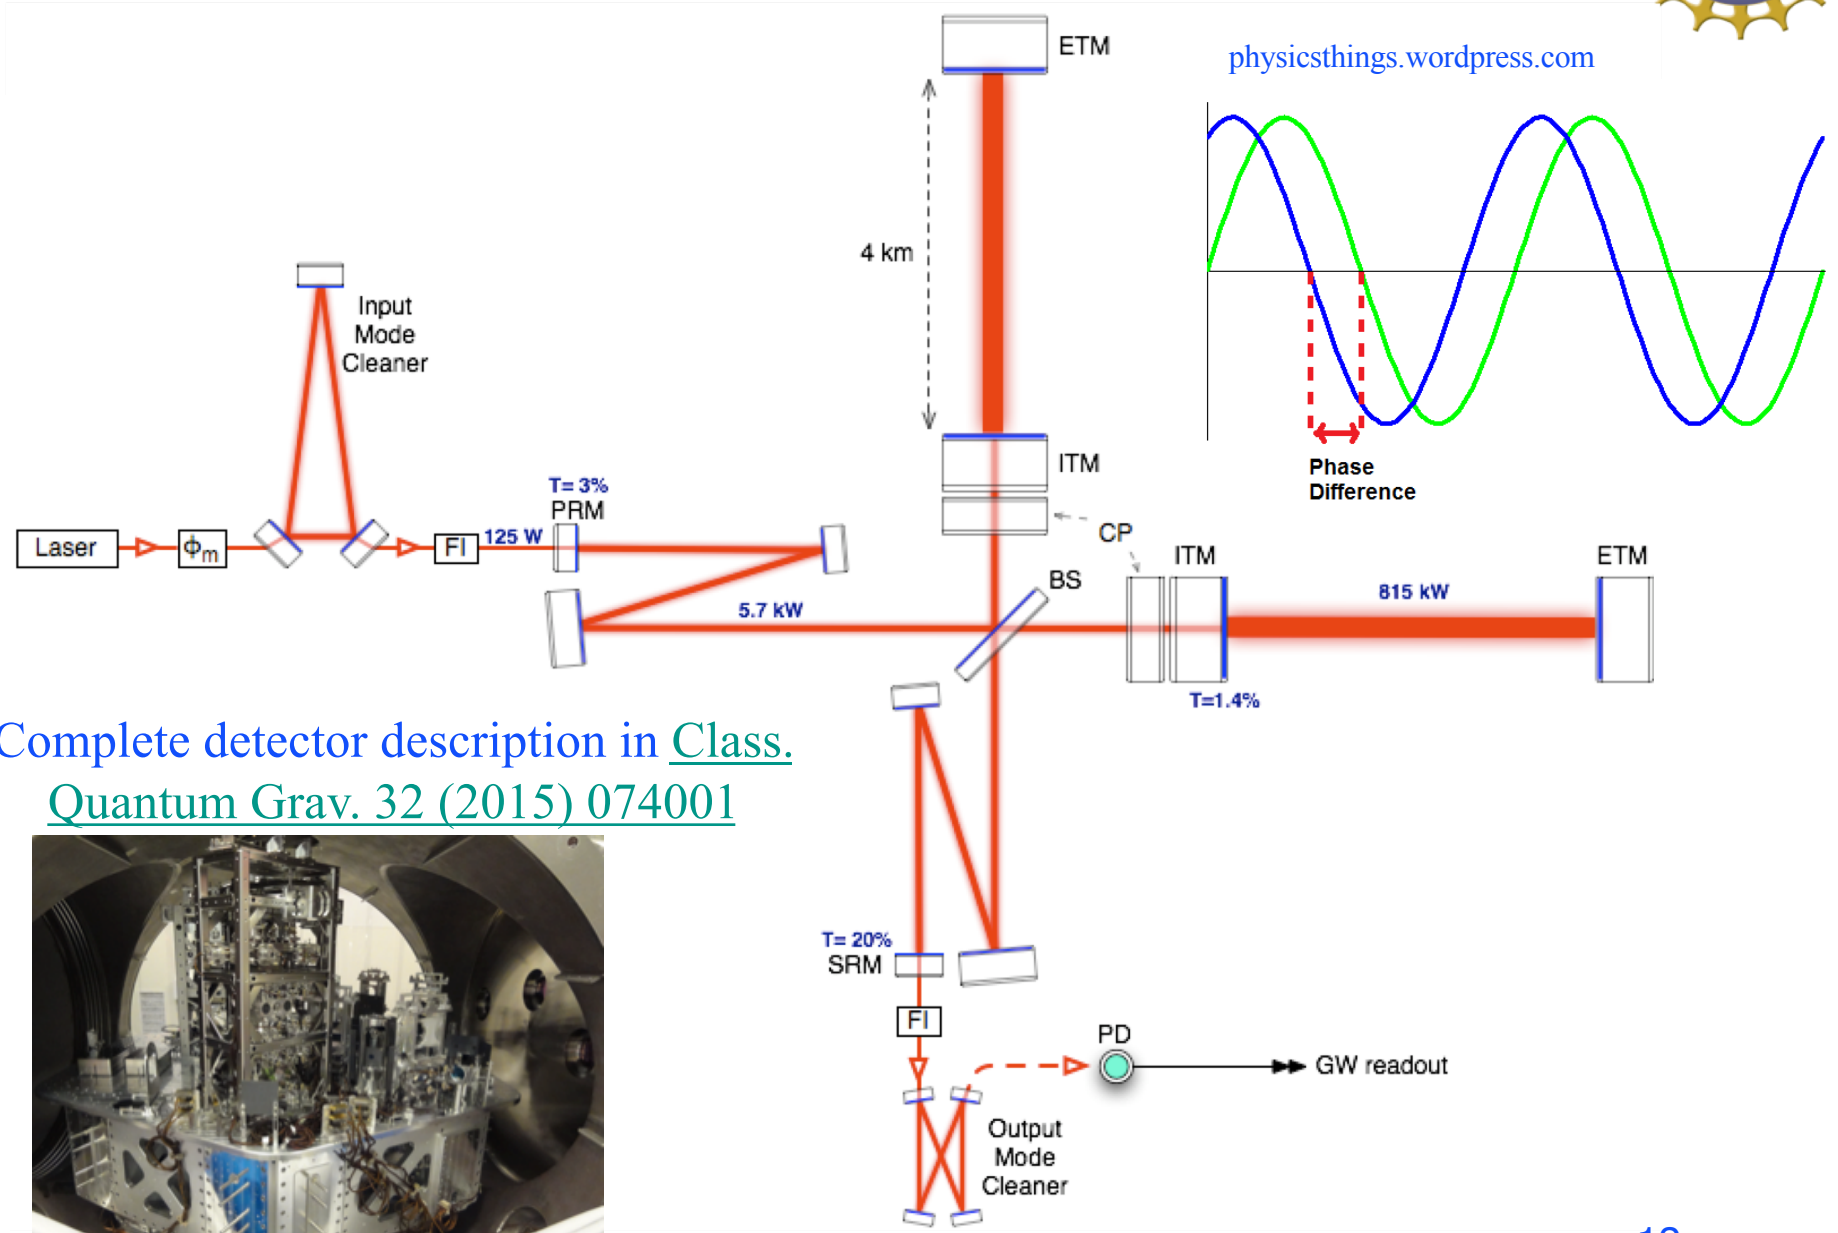 physicsthings.wordpress.com
ETM
4 km
Input
Mode
Cleaner
Phase
Difference
ITM
T= 3%
PRM
CP
Laser
ϕm
FI
125 W
ITM
ETM
BS
815 kW
5.7 kW
T=1.4%
Complete detector description in Class.
Quantum Grav. 32 (2015) 074001
T= 20%
SRM
FI
PD
GW readout
Output
Mode
Cleaner